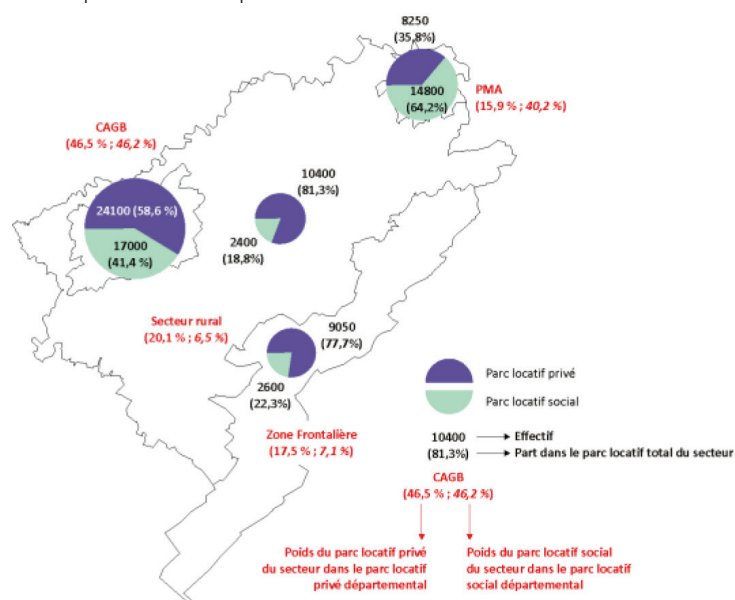 8250
(35,8%)
14800
(64,2%)
PMA
(15,9 % ; 40,2 %)
CAGB
(46,5 % ; 46,2 %)
24100 (58,6 %)
17000
(41,4 %)
10400
(81,3%)
2400
(18,8%)
Secteur rural
(20,1 % ; 6,5 %)
9050
(77,7%)
2600
(22,3%)
Zone Frontalière
(17,5 % ; 7,1 %)
Parc locatif privé
Parc locatif social
10400 Effectif
(81,3%) Part dans le parc locatif total du secteur
CAGB
(46,5 % ; 46,2 %)
Poids du parc locatif privé
du secteur dans le parc locatif
privé départemental
Poids du parc locatif social
du secteur dans le parc locatif
social départemental